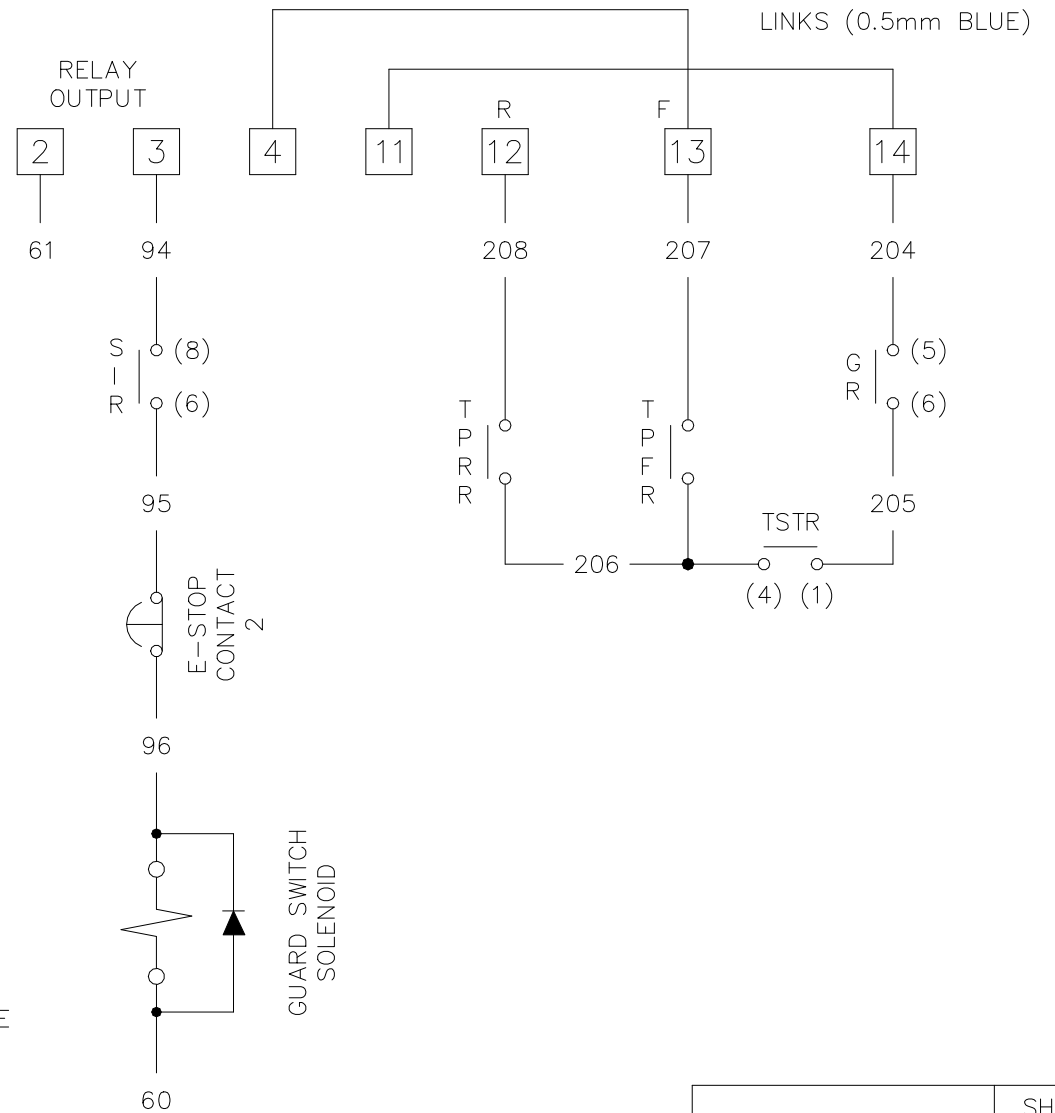 LINKS (0.5mm BLUE)
RELAY
OUTPUT
R
F
2
3
4
11
12
13
14
61
94
208
207
204
S
-
R
(8)
(6)
T
P
R
R
T
P
F
R
G
R
(5)
(6)
95
205
TSTR
206
(4) (1)
E-STOP
CONTACT
2
96
GUARD SWITCH
SOLENOID
E
60
SH